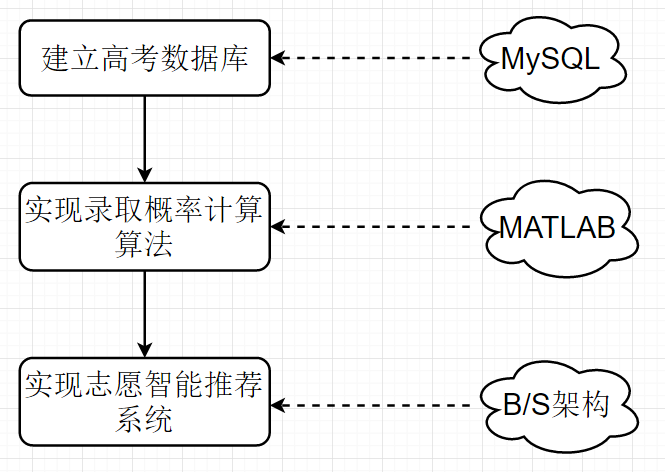 建立高考数据库
MySQL
实现录取概率计算
算法
MATLAB
实现志愿智能推荐
系统
B/S架构